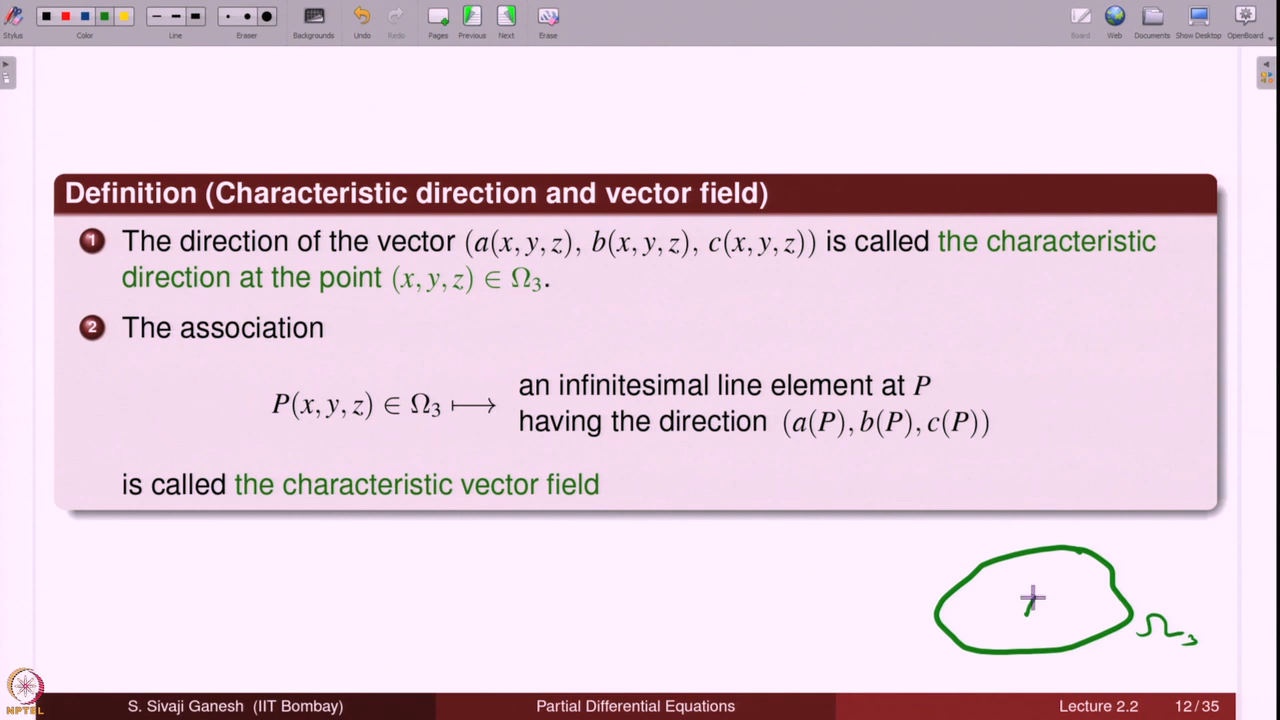 Stylus Color Line Eraser Backgrounds Undo Redo Pages Previous Next Erase Board Web Documents Show Desktop OpenBoard
Definition (Characteristic direction and vector field)
1 The direction of the vector (a(x, y, z), b(x, y, z), c(x, y, z)) is called the characteristic
direction at the point (x, y, z) ∈ Ω₃.
2 The association
an infinitesimal line element at P
P(x, y, z) ∈ Ω₃ ⟼
having the direction (a(P), b(P), c(P))
is called the characteristic vector field
Ω₃
NPTEL
S. Sivaji Ganesh (IIT Bombay) Partial Differential Equations Lecture 2.2 12/35